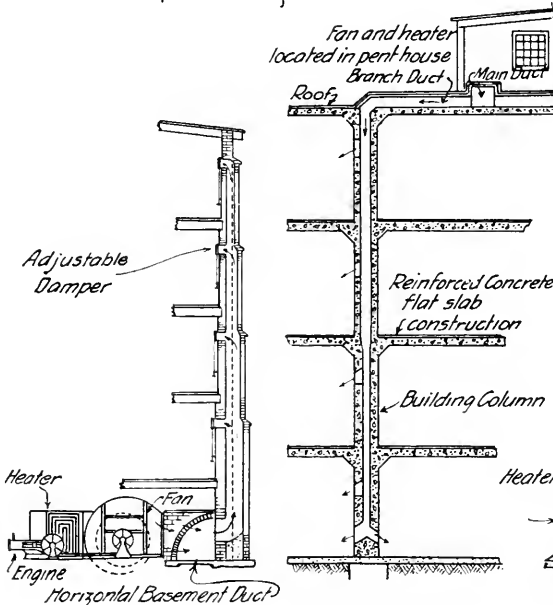 Fan and heater
located in pent house
Branch Duct
Main Duct
Roof
Adjustable
Damper
Reinforced Concrete
flat slab
construction
Building Column
Heater
Fan
Engine
Horizontal Basement Duct
Heater